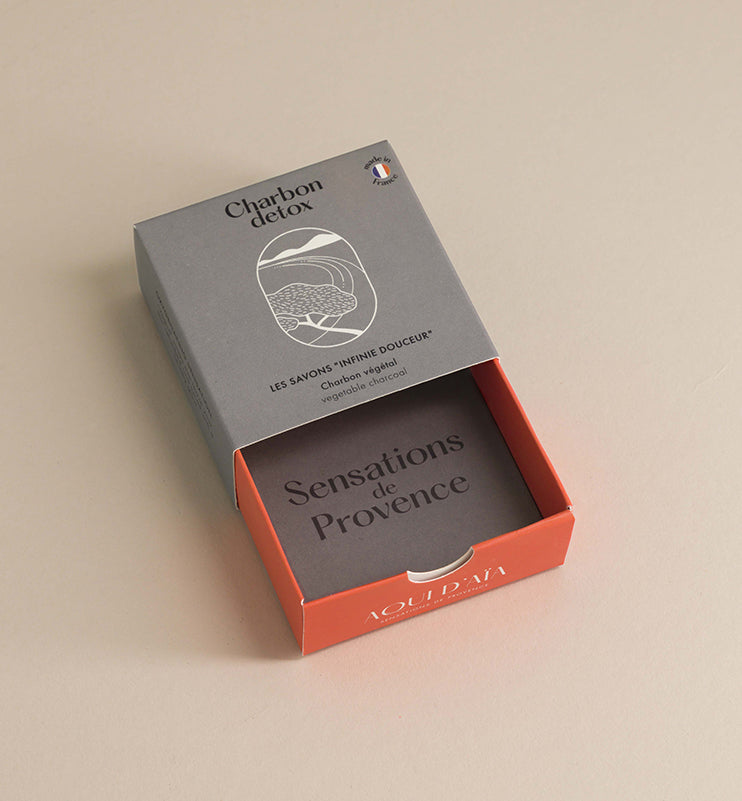 Charbon
detox
made in
France
LES SAVONS "INFINIE DOUCEUR"
Charbon végétal
vegetable charcoal
Sensations
de
Provence
AQUI D'AÏA
SENSATIONS DE PROVENCE